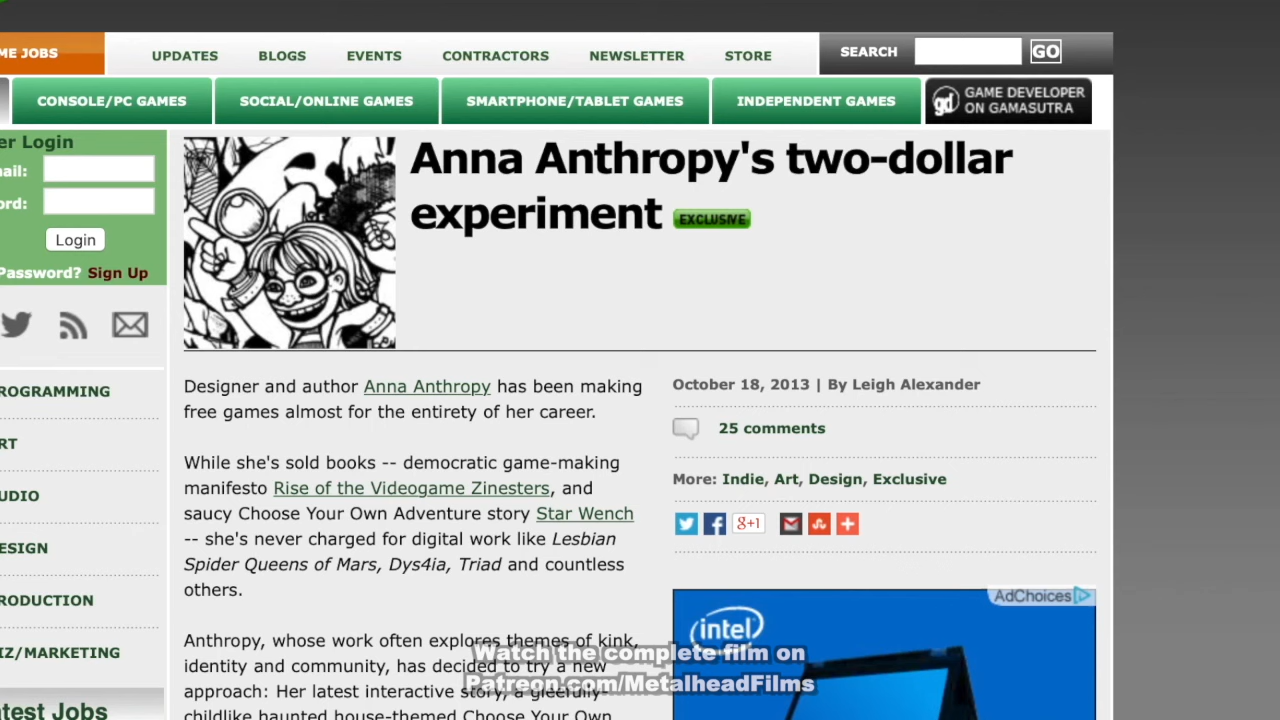 ME JOBS
UPDATES
BLOGS
EVENTS
CONTRACTORS
NEWSLETTER
STORE
SEARCH
GO
CONSOLE/PC GAMES
SOCIAL/ONLINE GAMES
SMARTPHONE/TABLET GAMES
INDEPENDENT GAMES
gd GAME DEVELOPER
ON GAMASUTRA
er Login
ail:
ord:
Login
Password? Sign Up
ROGRAMMING
RT
UDIO
ESIGN
RODUCTION
IZ/MARKETING
atest Jobs
Anna Anthropy's two-dollar
experiment EXCLUSIVE
Designer and author Anna Anthropy has been making
free games almost for the entirety of her career.
While she's sold books -- democratic game-making
manifesto Rise of the Videogame Zinesters, and
saucy Choose Your Own Adventure story Star Wench
-- she's never charged for digital work like Lesbian
Spider Queens of Mars, Dys4ia, Triad and countless
others.
Anthropy, whose work often explores themes of kink,
identity and community, has decided to try a new
approach: Her latest interactive story, a gleefully
childlike haunted house-themed Choose Your Own
October 18, 2013 | By Leigh Alexander
25 comments
More: Indie, Art, Design, Exclusive
g+1
AdChoices
intel
Watch the complete film on
Patreon.com/MetalheadFilms